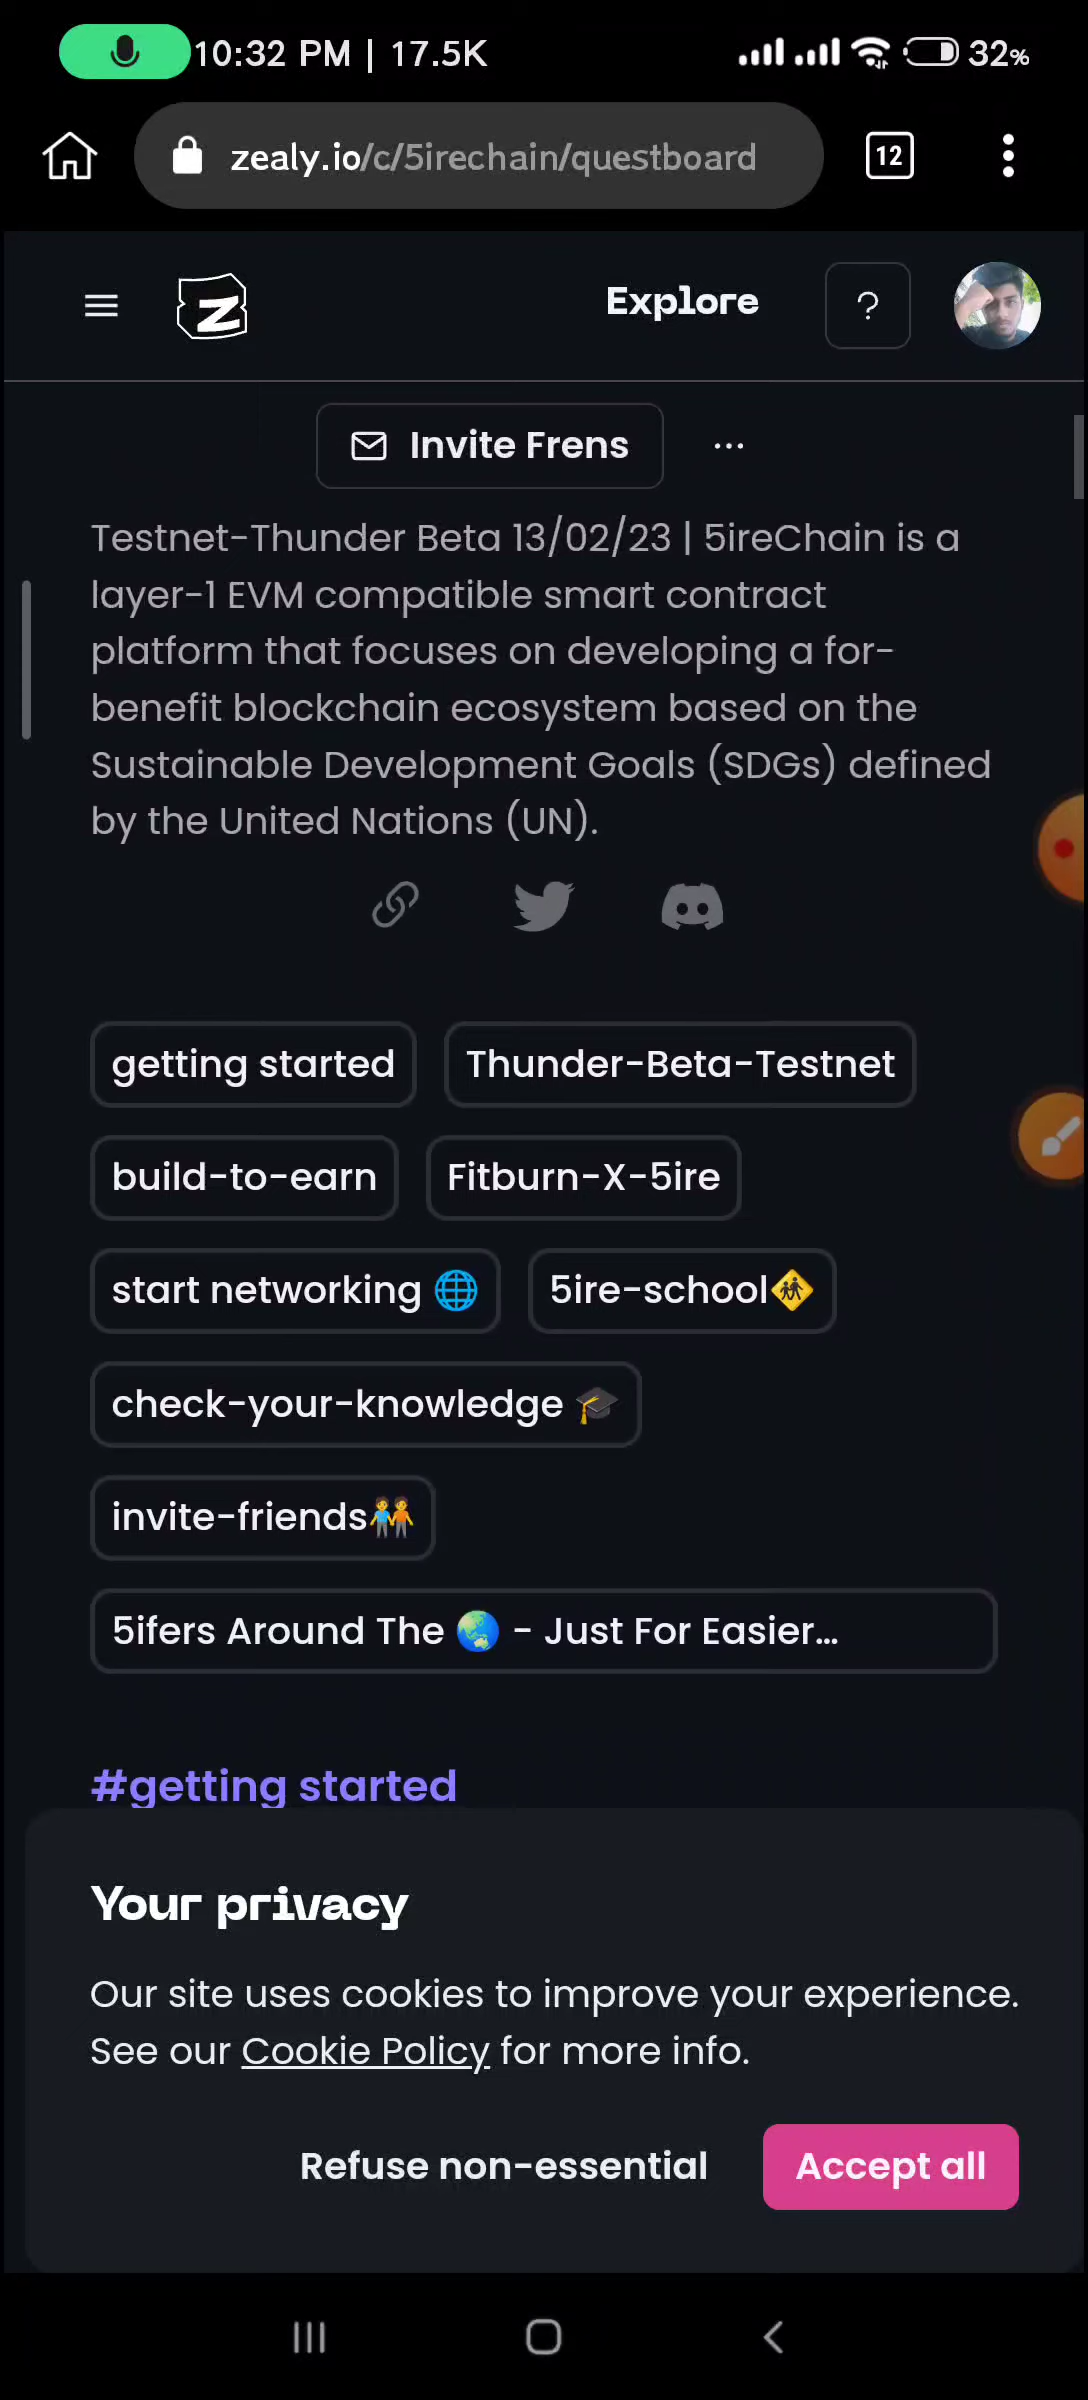 10:32 PM | 17.5K 32%
zealy.io/c/5irechain/questboard 12
Explore ?
Invite Frens ...
Testnet-Thunder Beta 13/02/23 | 5ireChain is a
layer-1 EVM compatible smart contract
platform that focuses on developing a for-
benefit blockchain ecosystem based on the
Sustainable Development Goals (SDGs) defined
by the United Nations (UN).
getting started Thunder-Beta-Testnet
build-to-earn Fitburn-X-5ire
start networking 🌐 5ire-school🚸
check-your-knowledge 🎓
invite-friends🧑‍🤝‍🧑
5ifers Around The 🌏 - Just For Easier...
#getting started
Your privacy
Our site uses cookies to improve your experience.
See our Cookie Policy for more info.
Refuse non-essential Accept all